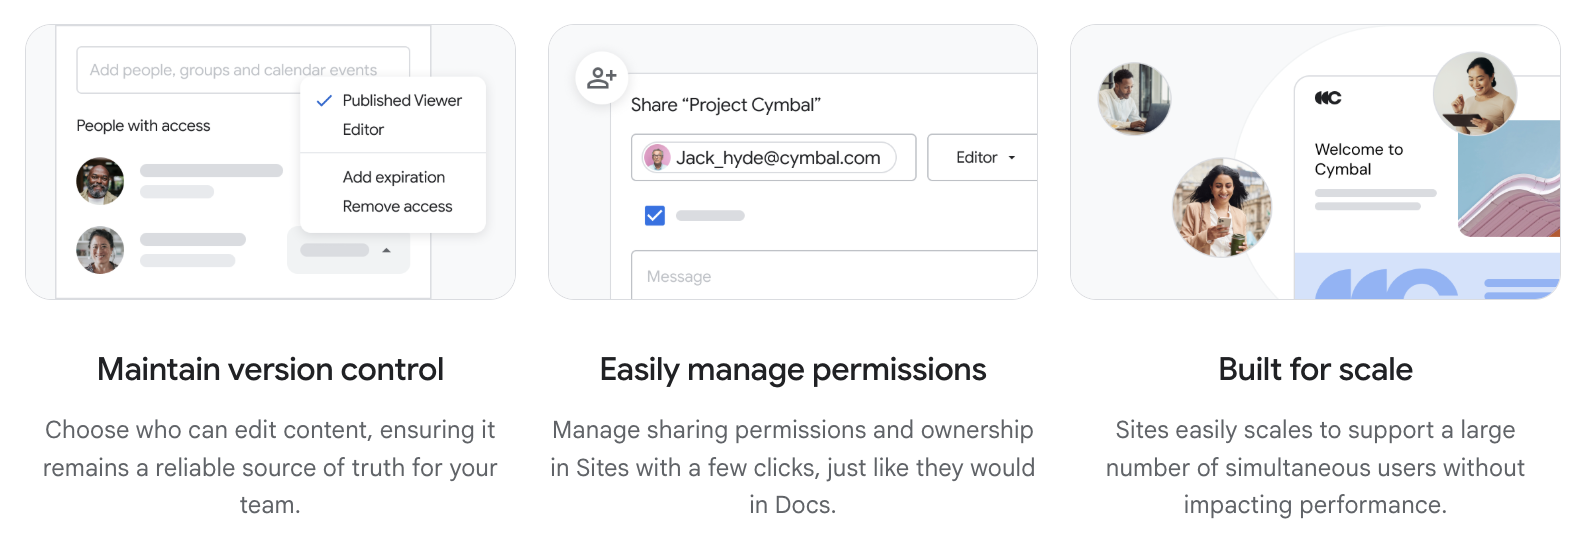 Add people, groups and calendar events
Published Viewer
Editor
People with access
Add expiration
Remove access
Share “Project Cymbal”
Jack_hyde@cymbal.com
Editor
Message
Welcome to
Cymbal
Maintain version control
Choose who can edit content, ensuring it
remains a reliable source of truth for your
team.
Easily manage permissions
Manage sharing permissions and ownership
in Sites with a few clicks, just like they would
in Docs.
Built for scale
Sites easily scales to support a large
number of simultaneous users without
impacting performance.